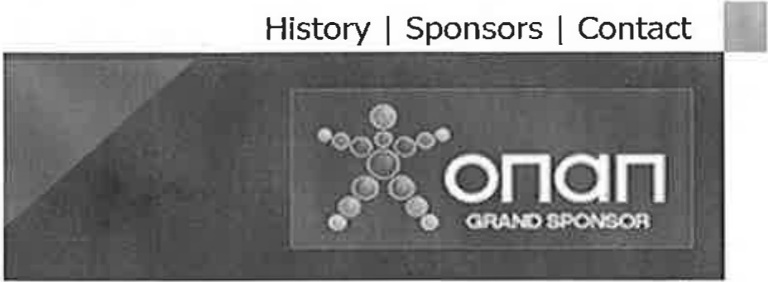 History | Sponsors | Contact
οπαπ
GRAND SPONSOR